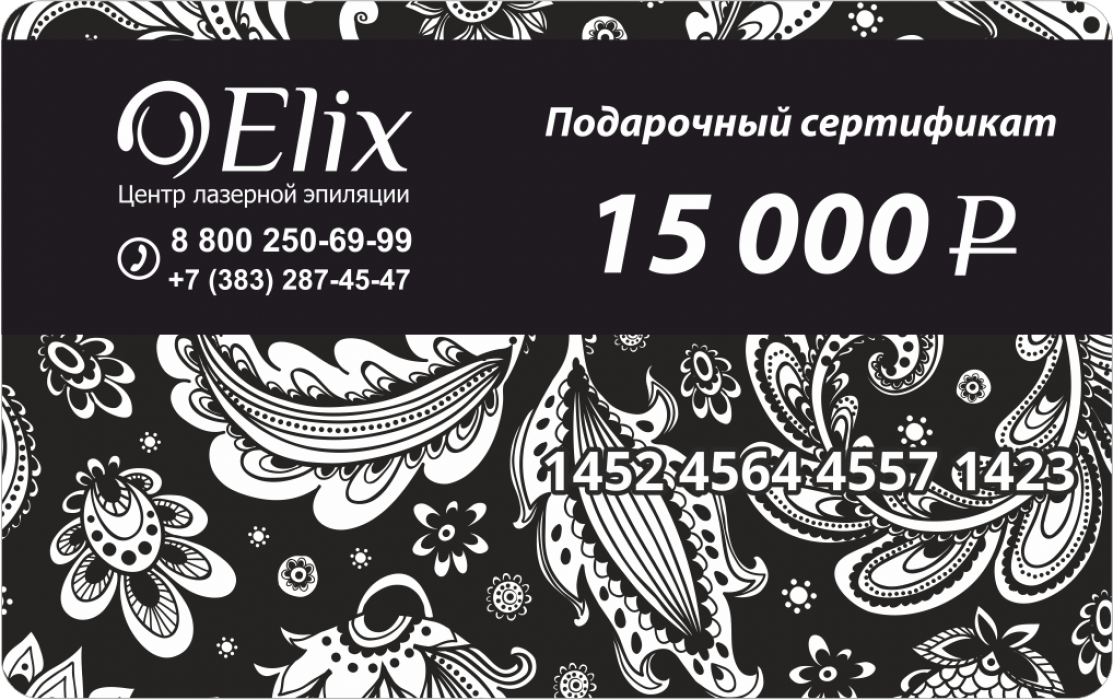 Elix
Центр лазерной эпиляции
8 800 250-69-99
+7 (383) 287-45-47
Подарочный сертификат
15 000 ₽
1452 4564 4557 1423